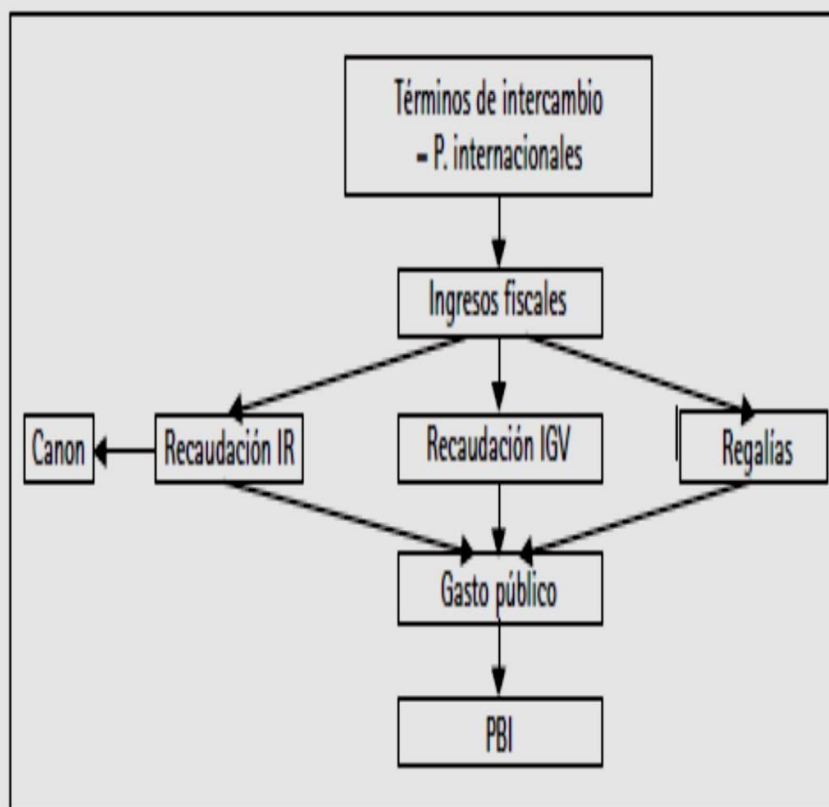 Términos de intercambio
– P. internacionales
Ingresos fiscales
Canon
Recaudación IR
Recaudación IGV
Regalías
Gasto público
PBI